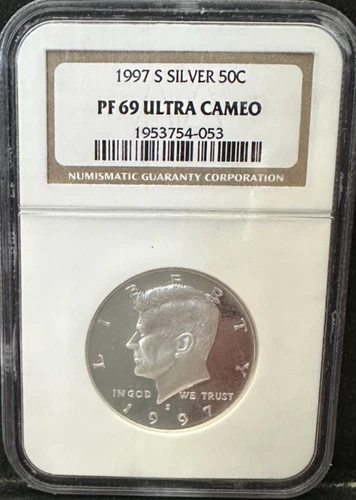 1997 S SILVER 50C
PF 69 ULTRA CAMEO
1953754-053
NUMISMATIC GUARANTY CORPORATION
LIBERTY
IN GOD WE TRUST
S
1997